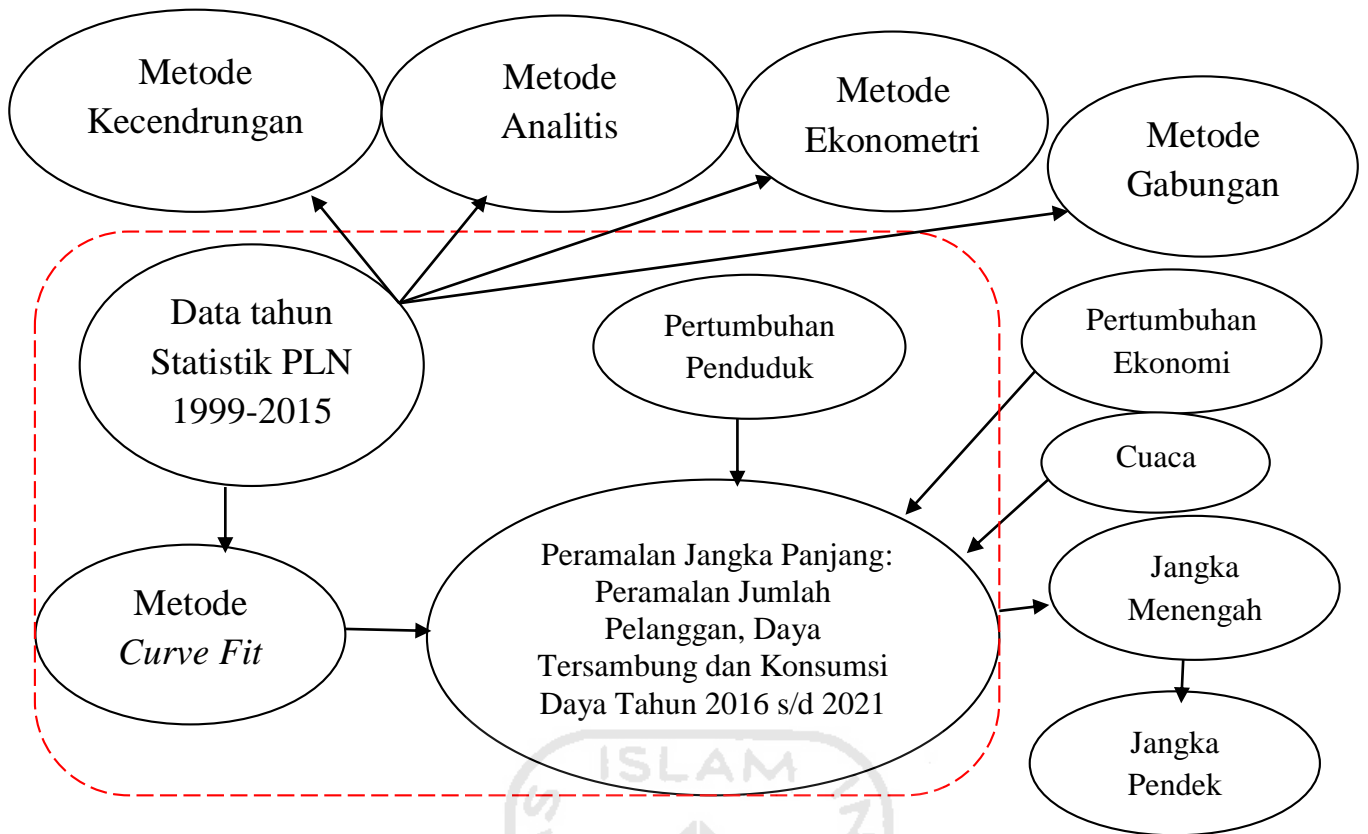 Metode
Kecendrungan
Metode
Analitis
Metode
Ekonometri
Metode
Gabungan
Data tahun
Statistik PLN
1999-2015
Pertumbuhan
Penduduk
Pertumbuhan
Ekonomi
Cuaca
Metode
Curve Fit
Peramalan Jangka Panjang:
Peramalan Jumlah
Pelanggan, Daya
Tersambung dan Konsumsi
Daya Tahun 2016 s/d 2021
Jangka
Menengah
Jangka
Pendek
ISLAM